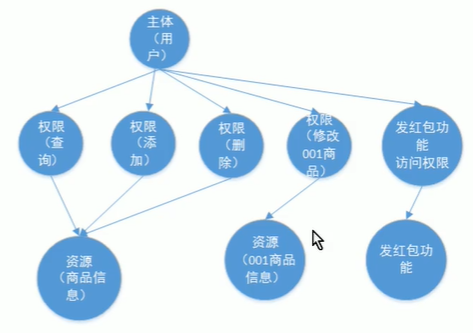 主体
（用
户）
权限
（查
询）
权限
（添
加）
权限
（删
除）
权限
（修改
001商
品）
发红包功
能
访问权限
资源
（商品信
息）
资源
（001商品
信息）
发红包功
能